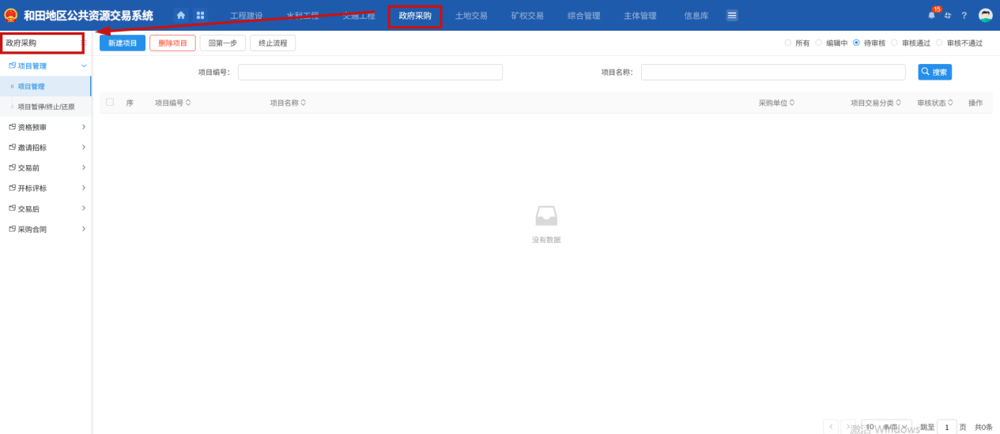 和田地区公共资源交易系统 工程建设 水利工程 交通工程 政府采购 土地交易 矿权交易 综合管理 主体管理 信息库 15 ?
政府采购 新建项目 删除项目 回第一步 终止流程 所有 编辑中 待审核 审核通过 审核不通过
项目管理
项目编号： 项目名称： 搜索
项目管理
序 项目编号 项目名称 采购单位 项目交易分类 审核状态 操作
项目暂停/终止/还原
资格预审
邀请招标
交易前
开标评标
交易后
采购合同
没有数据
10 条/页 跳至 1 页 共0条
激活 Windows